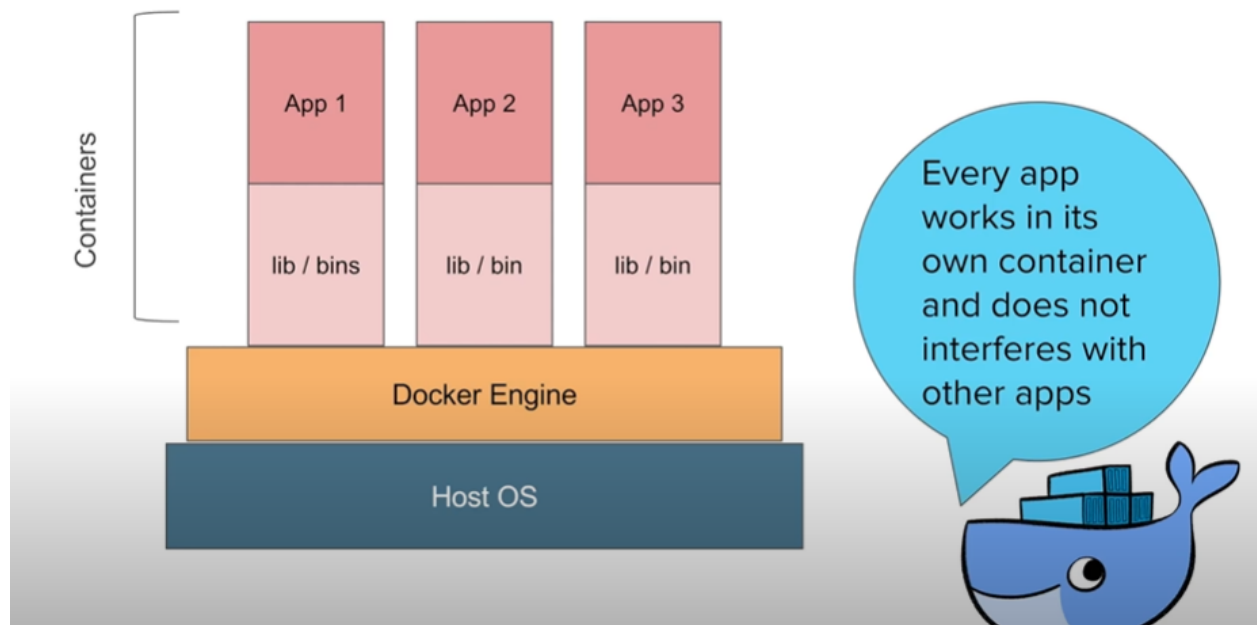 Containers
App 1
App 2
App 3
lib / bins
lib / bin
lib / bin
Docker Engine
Host OS
Every app
works in its
own container
and does not
interferes with
other apps